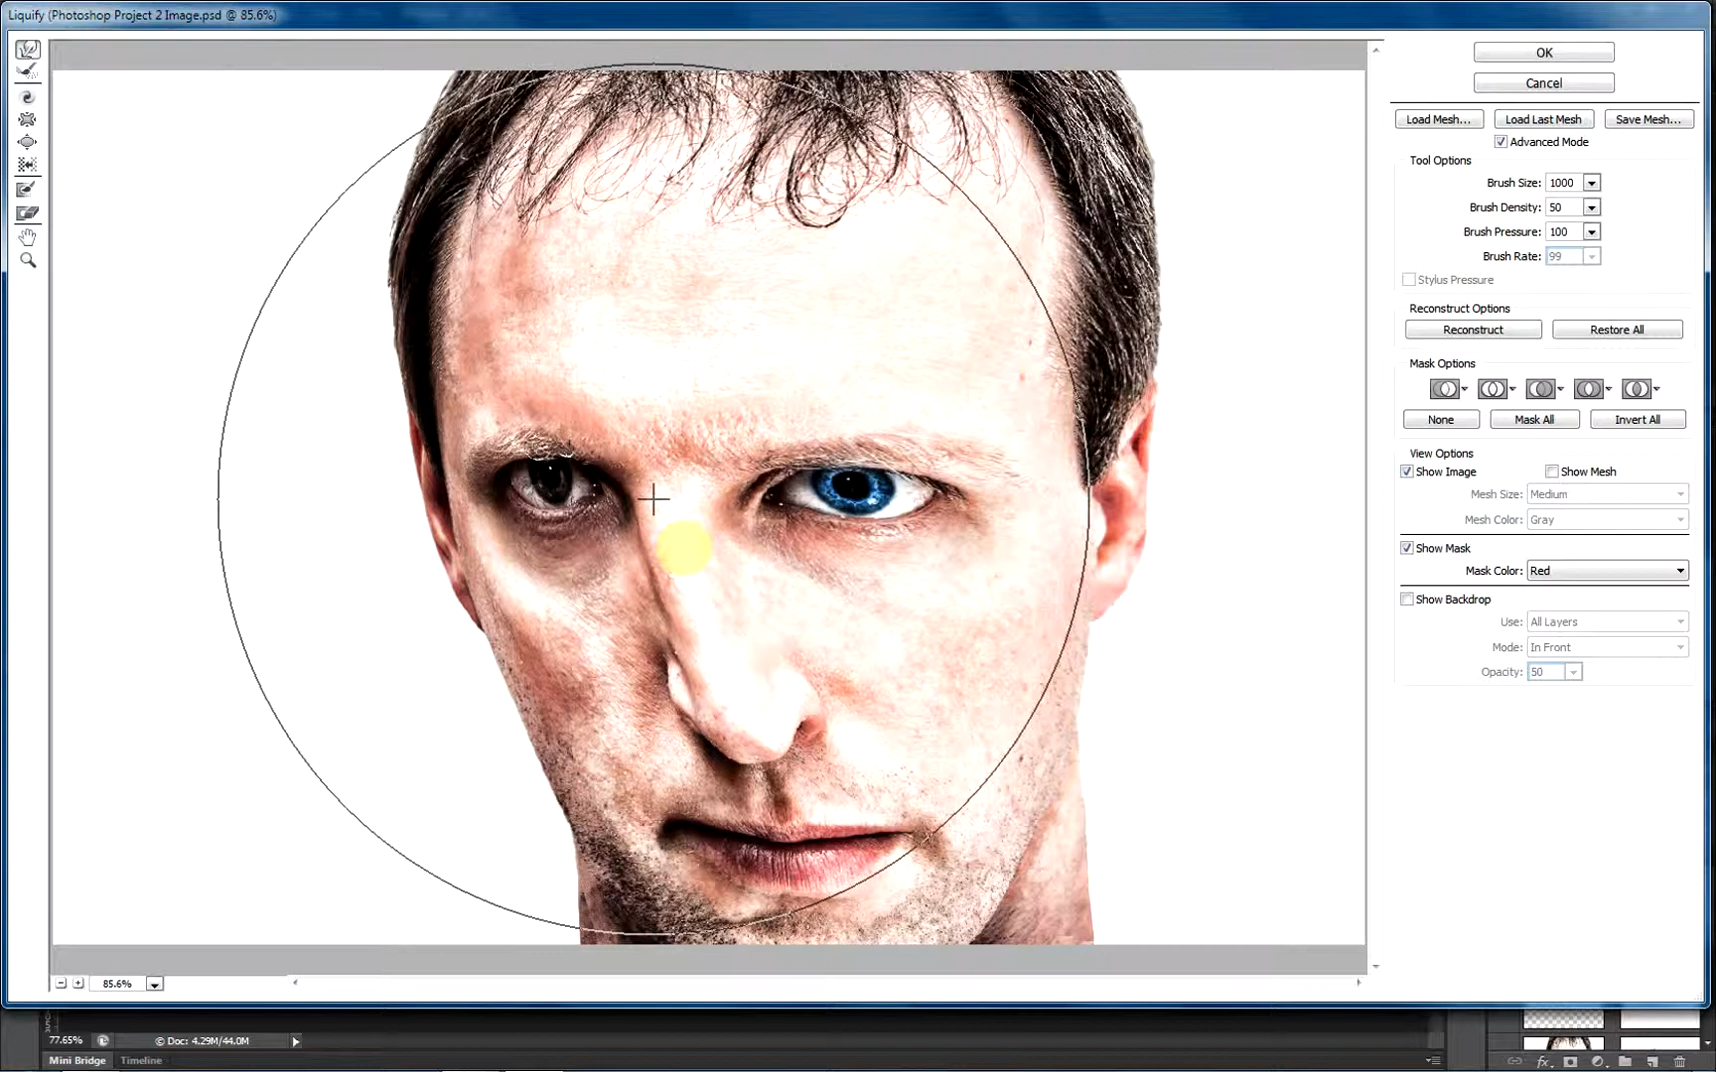 Liquify (Photoshop Project 2 Image.psd @ 85.6%)
OK
Cancel
Load Mesh... Load Last Mesh Save Mesh...
Advanced Mode
Tool Options
Brush Size: 1000
Brush Density: 50
Brush Pressure: 100
Brush Rate: 99
Stylus Pressure
Reconstruct Options
Reconstruct Restore All
Mask Options
None Mask All Invert All
View Options
Show Image Show Mesh
Mesh Size: Medium
Mesh Color: Gray
Show Mask
Mask Color: Red
Show Backdrop
Use: All Layers
Mode: In Front
Opacity: 50
85.6%
77.65% © Doc: 4.29M/44.0M
Mini Bridge Timeline
fx